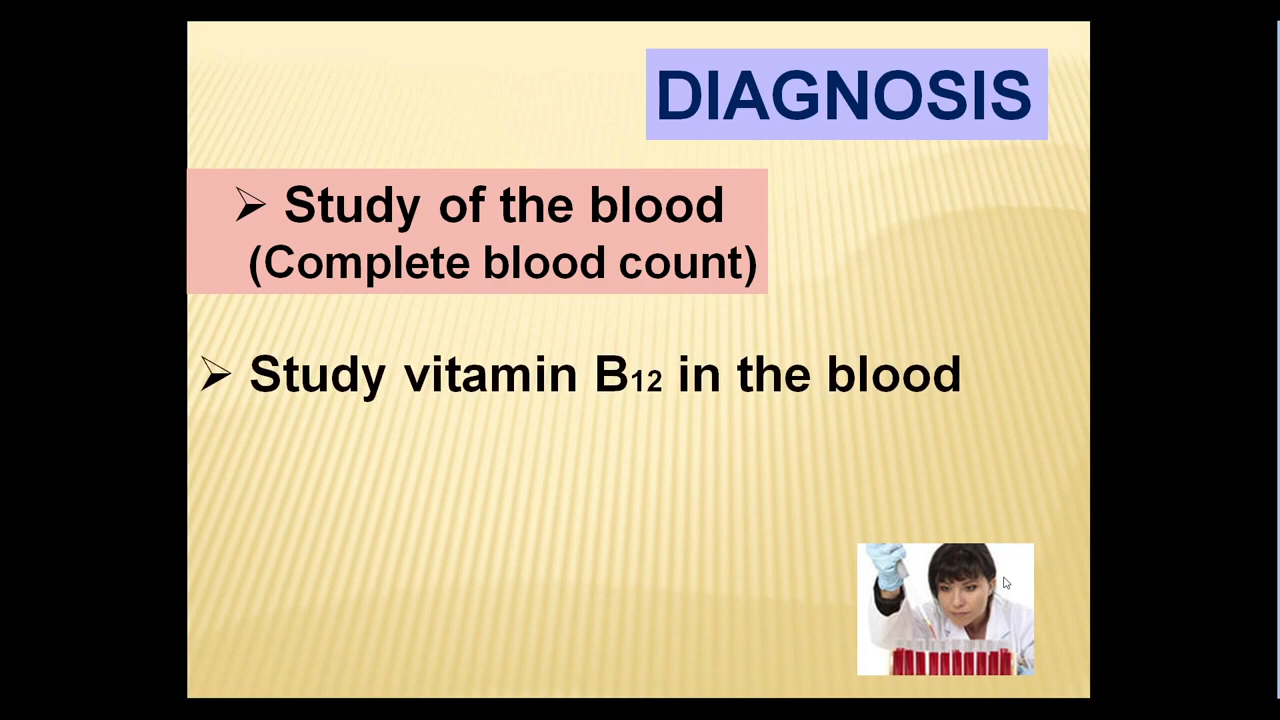 DIAGNOSIS
➢ Study of the blood
(Complete blood count)
➢ Study vitamin B₁₂ in the blood